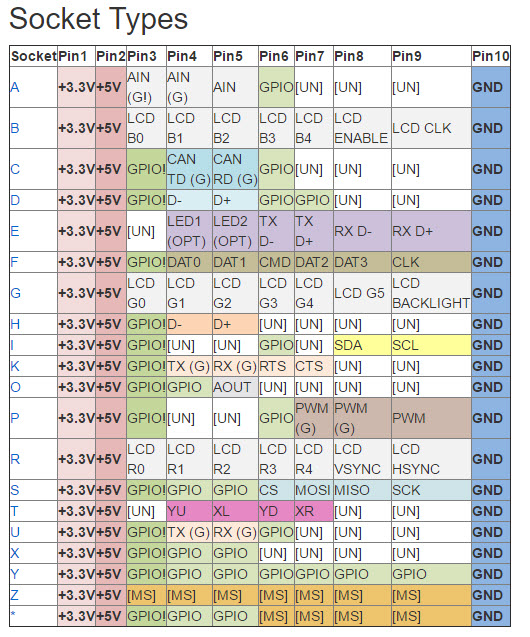 Socket Types
Socket Pin1 Pin2 Pin3 Pin4 Pin5 Pin6 Pin7 Pin8 Pin9 Pin10
A +3.3V +5V AIN (G!) AIN (G) AIN GPIO [UN] [UN] [UN] GND
B +3.3V +5V LCD B0 LCD B1 LCD B2 LCD B3 LCD B4 LCD ENABLE LCD CLK GND
C +3.3V +5V GPIO! CAN TD (G) CAN RD (G) GPIO [UN] [UN] [UN] GND
D +3.3V +5V GPIO! D- D+ GPIO GPIO [UN] [UN] GND
E +3.3V +5V [UN] LED1 (OPT) LED2 (OPT) TX D- TX D+ RX D- RX D+ GND
F +3.3V +5V GPIO! DAT0 DAT1 CMD DAT2 DAT3 CLK GND
G +3.3V +5V LCD G0 LCD G1 LCD G2 LCD G3 LCD G4 LCD G5 LCD BACKLIGHT GND
H +3.3V +5V GPIO! D- D+ [UN] [UN] [UN] [UN] GND
I +3.3V +5V GPIO! [UN] [UN] GPIO [UN] SDA SCL GND
K +3.3V +5V GPIO! TX (G) RX (G) RTS CTS [UN] [UN] GND
O +3.3V +5V GPIO! GPIO AOUT [UN] [UN] [UN] [UN] GND
P +3.3V +5V GPIO! [UN] [UN] GPIO PWM (G) PWM (G) PWM GND
R +3.3V +5V LCD R0 LCD R1 LCD R2 LCD R3 LCD R4 LCD VSYNC LCD HSYNC GND
S +3.3V +5V GPIO! GPIO GPIO CS MOSI MISO SCK GND
T +3.3V +5V [UN] YU XL YD XR [UN] [UN] GND
U +3.3V +5V GPIO! TX (G) RX (G) GPIO [UN] [UN] [UN] GND
X +3.3V +5V GPIO! GPIO GPIO [UN] [UN] [UN] [UN] GND
Y +3.3V +5V GPIO! GPIO GPIO GPIO GPIO GPIO GPIO GND
Z +3.3V +5V [MS] [MS] [MS] [MS] [MS] [MS] [MS] GND
* +3.3V +5V GPIO! GPIO GPIO [MS] [MS] [MS] [MS] GND